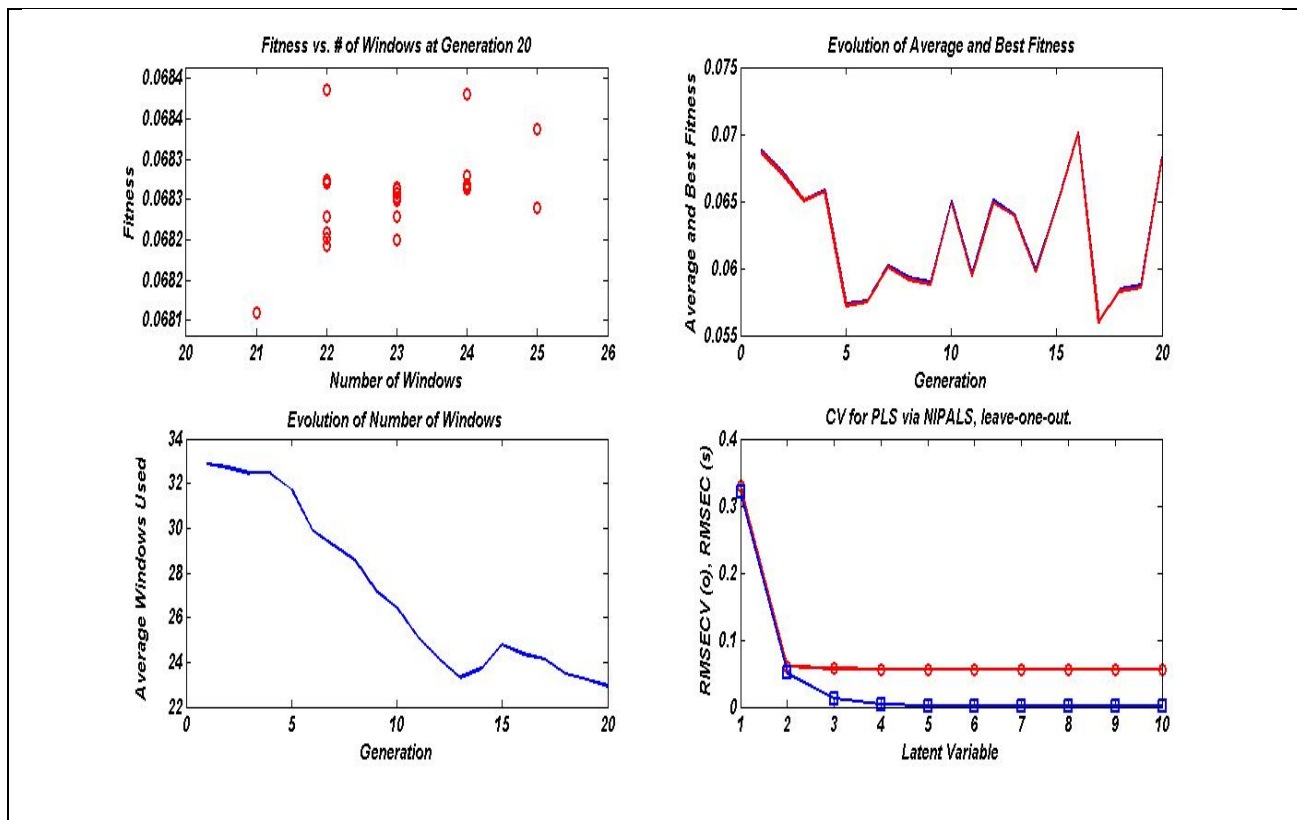 Fitness vs. # of Windows at Generation 20
0.0684
0.0684
0.0683
0.0683
0.0682
0.0682
0.0681
Fitness
20 21 22 23 24 25 26
Number of Windows
Evolution of Average and Best Fitness
0.075
0.07
0.065
0.06
0.055
Average and Best Fitness
0 5 10 15 20
Generation
Evolution of Number of Windows
34
32
30
28
26
24
22
Average Windows Used
0 5 10 15 20
Generation
CV for PLS via NIPALS, leave-one-out.
0.4
0.3
0.2
0.1
0
RMSECV (o), RMSEC (s)
1 2 3 4 5 6 7 8 9 10
Latent Variable